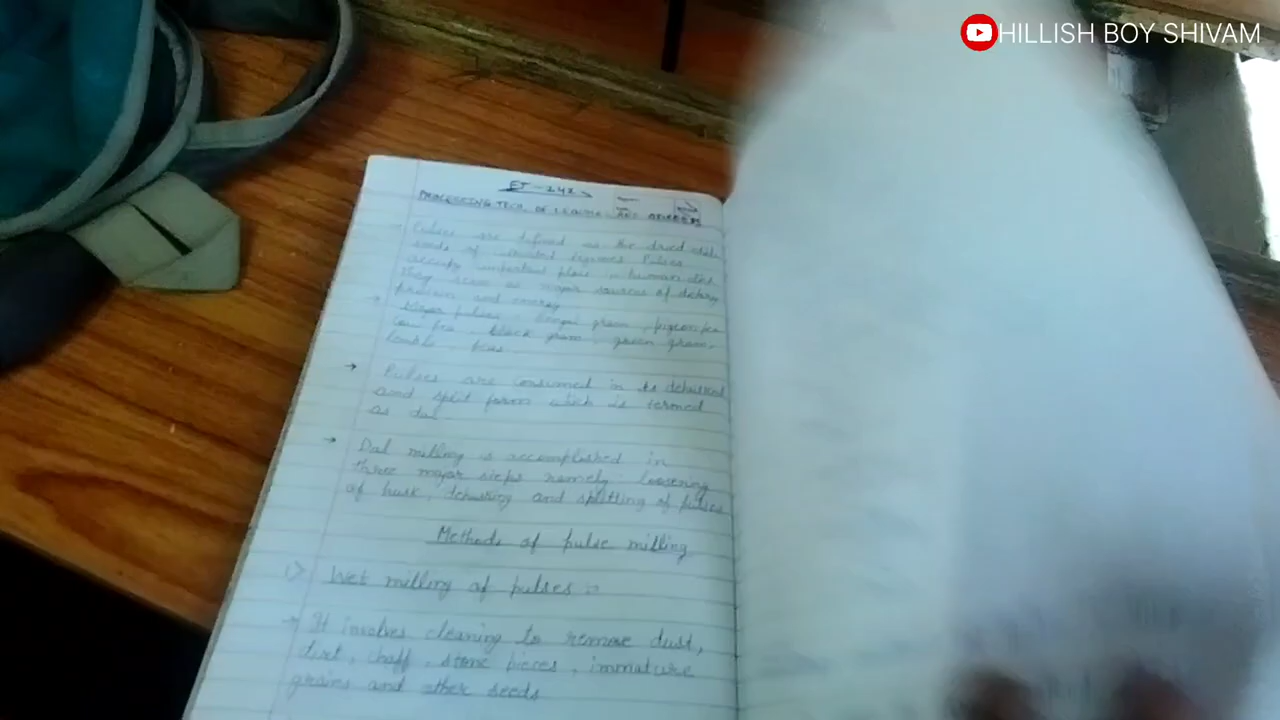 HILLISH BOY SHIVAM
FT-242
PROCESSING TECH. OF LEGUME AND OILSEEDS
Pulses are defined as the dried edible
seeds of legumes Pulses
occupy important place in human diet.
They serve as major sources of dietary
protein and energy
→ Major pulses Bengal gram, pigeon pea
Cow pea, black gram, green gram,
→ Pulses are consumed in its dehusked
and split form which is termed
as dal
→ Dal milling is accomplished in
three major steps namely loosening
of husk, dehusking and splitting of pulses
Methods of pulse milling
1> Wet milling of pulses :-
→ It involves cleaning to remove dust,
dirt, chaff, stone pieces, immature
grains and other seeds